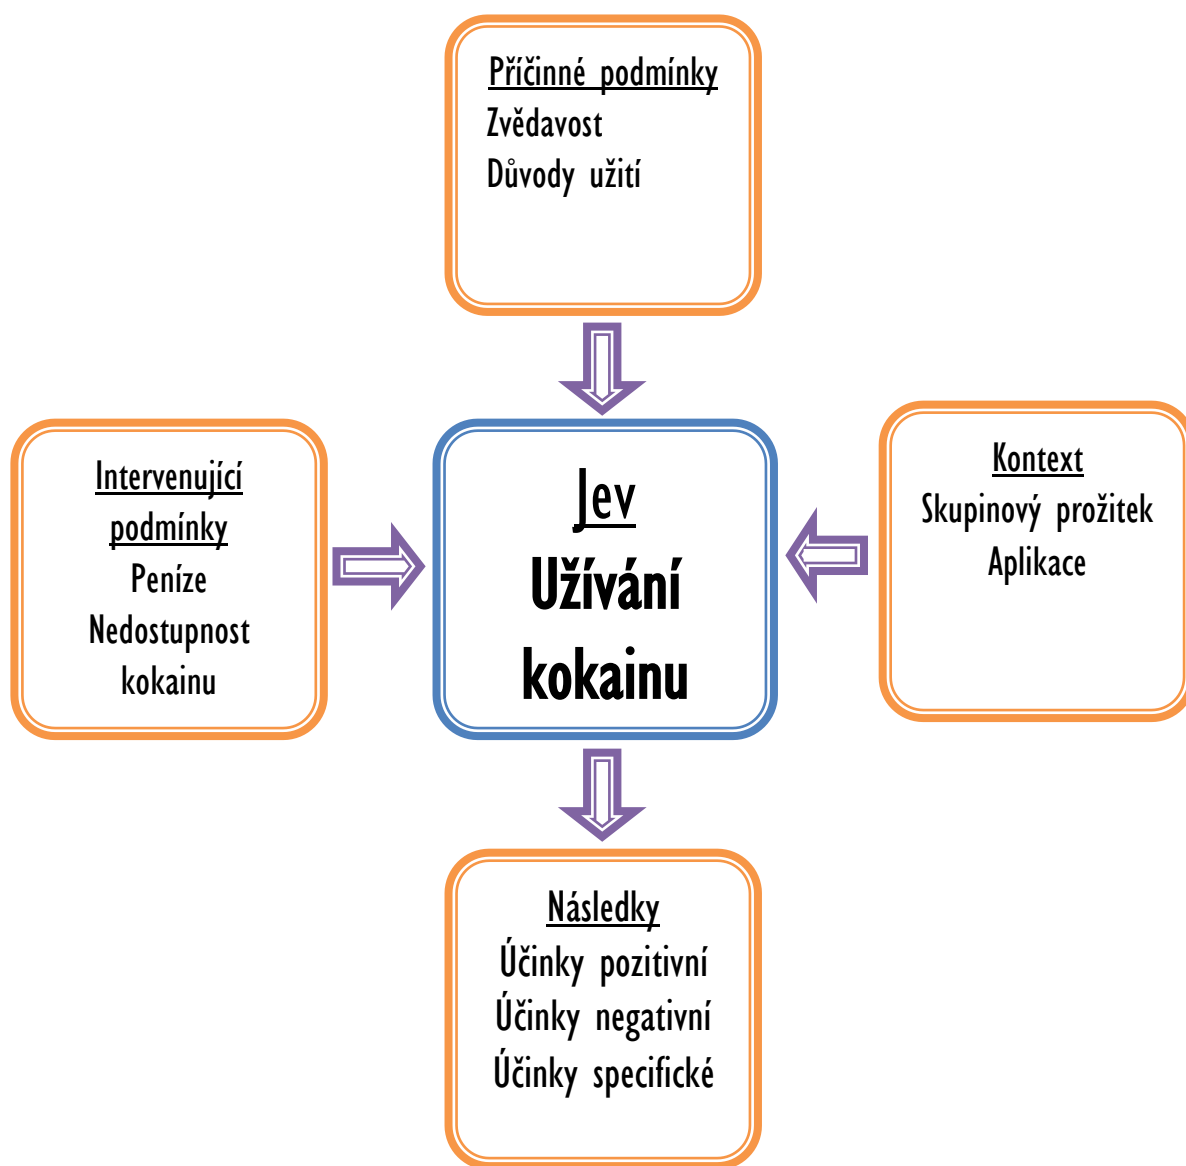 Příčinné podmínky
Zvědavost
Důvody užití
Intervenující
podmínky
Peníze
Nedostupnost
kokainu
Jev
Užívání
kokainu
Kontext
Skupinový prožitek
Aplikace
Následky
Účinky pozitivní
Účinky negativní
Účinky specifické